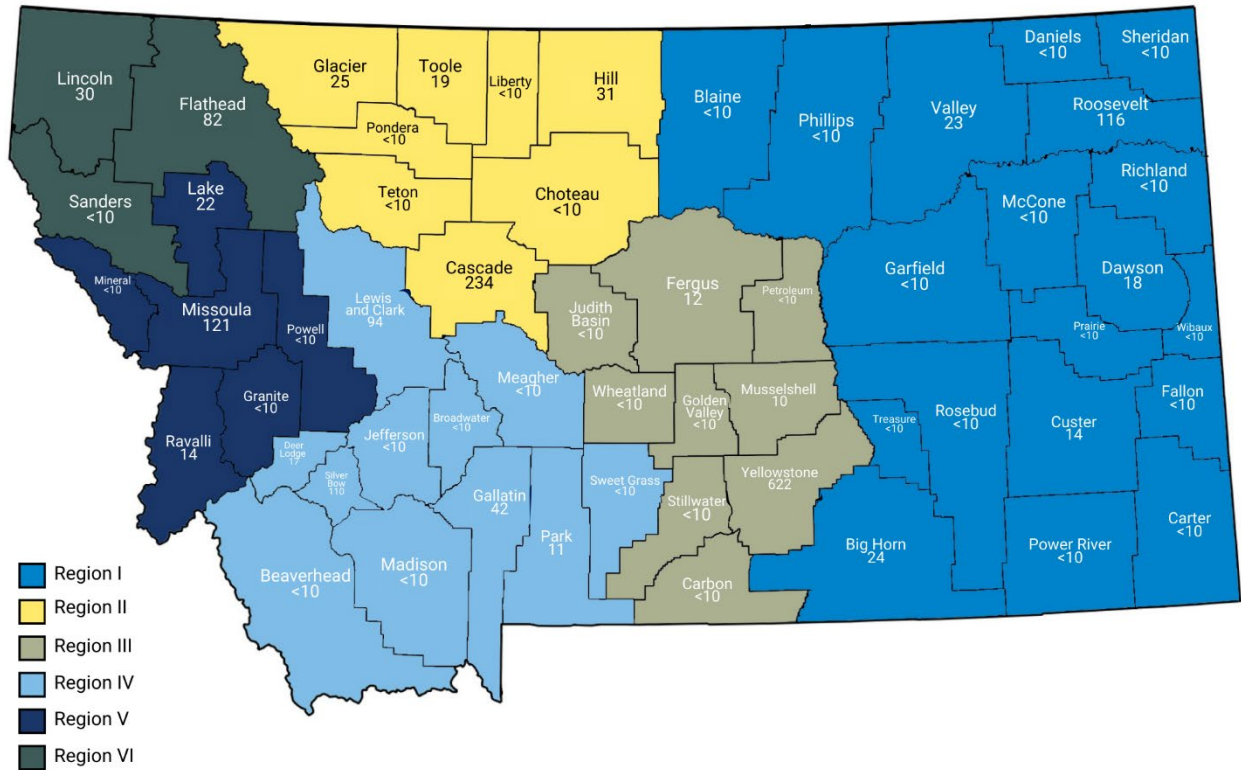 Lincoln
30
Flathead
82
Sanders
<10
Lake
22
Mineral
<10
Missoula
121
Powell
<10
Granite
<10
Ravalli
14
Glacier
25
Toole
19
Liberty
<10
Hill
31
Pondera
<10
Teton
<10
Choteau
<10
Cascade
234
Lewis
and Clark
94
Meagher
<10
Broadwater
<10
Jefferson
<10
Deer
Lodge
17
Silver
Bow
110
Beaverhead
<10
Madison
<10
Gallatin
42
Park
11
Sweet Grass
<10
Judith
Basin
<10
Fergus
12
Petroleum
<10
Wheatland
<10
Golden
Valley
<10
Musselshell
10
Stillwater
<10
Yellowstone
622
Carbon
<10
Blaine
<10
Phillips
<10
Valley
23
Daniels
<10
Sheridan
<10
Roosevelt
116
Richland
<10
McCone
<10
Garfield
<10
Dawson
18
Prairie
<10
Wibaux
<10
Treasure
<10
Rosebud
<10
Custer
14
Fallon
<10
Big Horn
24
Power River
<10
Carter
<10
Region I
Region II
Region III
Region IV
Region V
Region VI